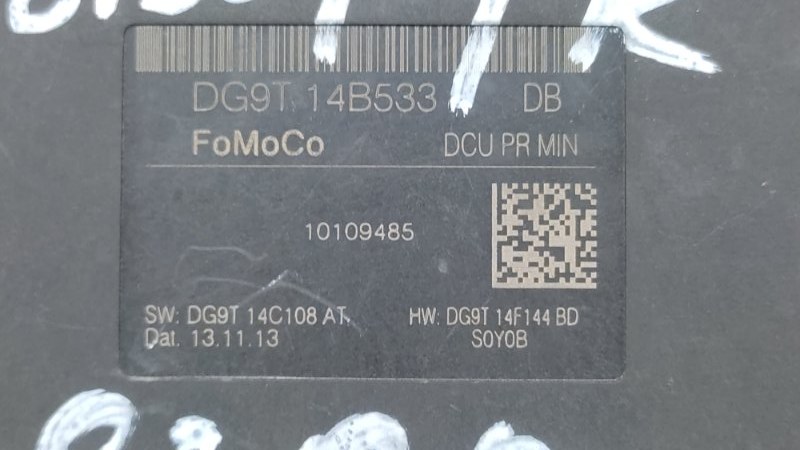 DG9T 14B533 DB
FoMoCo DCU PR MIN
10109485
SW: DG9T 14C108 AT HW: DG9T 14F144 BD
Dat. 13.11.13 S0Y0B